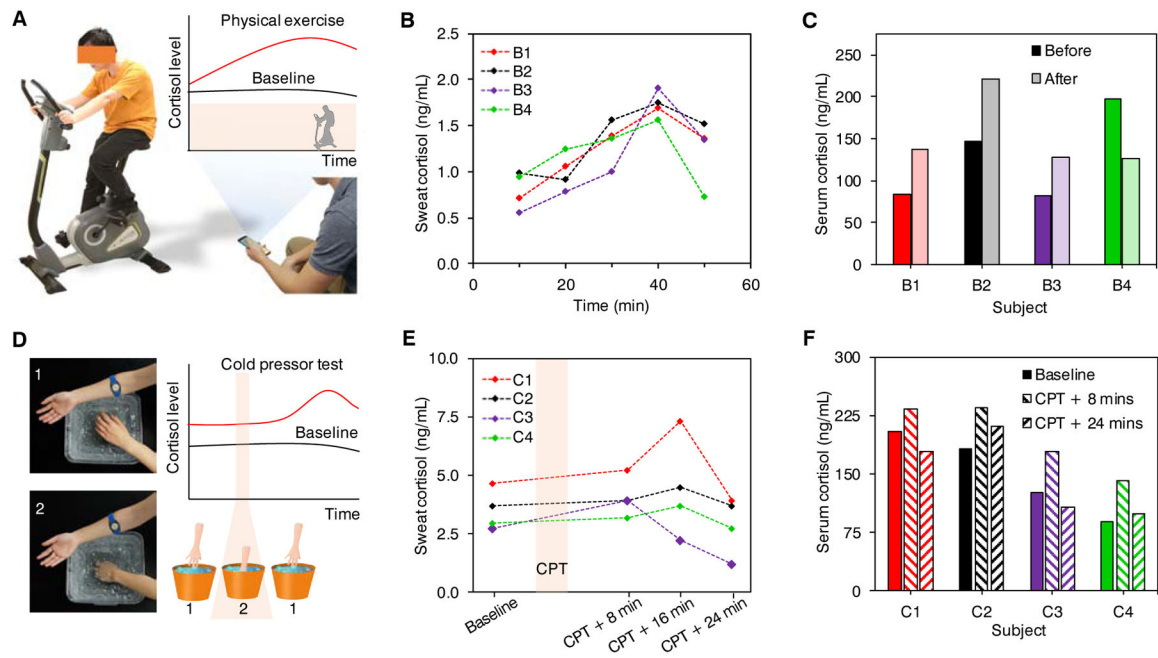 A
Physical exercise
Cortisol level
Baseline
Time
B
2.5
2.0
1.5
1.0
0.5
0.0
Sweat cortisol (ng/mL)
B1
B2
B3
B4
0
20
40
60
Time (min)
C
250
200
150
100
50
0
Serum cortisol (ng/mL)
Before
After
B1
B2
B3
B4
Subject
D
1
2
Cold pressor test
Cortisol level
Baseline
Time
1
2
1
E
10.0
7.5
5.0
2.5
0.0
Sweat cortisol (ng/mL)
C1
C2
C3
C4
CPT
Baseline
CPT + 8 min
CPT + 16 min
CPT + 24 min
F
300
225
150
75
0
Serum cortisol (ng/mL)
Baseline
CPT + 8 mins
CPT + 24 mins
C1
C2
C3
C4
Subject